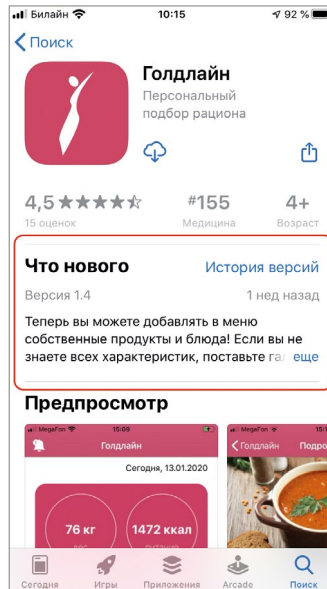 Билайн 10:15 92 %
Поиск
Голдлайн
Персональный
подбор рациона
4,5 #155 4+
15 оценок Медицина Возраст
Что нового История версий
Версия 1.4 1 нед назад
Теперь вы можете добавлять в меню
собственные продукты и блюда! Если вы не
знаете всех характеристик, поставьте га еще
Предпросмотр
MegaFon 15:09 MegaFon
Голдлайн Голдлайн Подро
Сегодня, 13.01.2020
76 кг 1472 ккал
Сегодня Игры Приложения Arcade Поиск